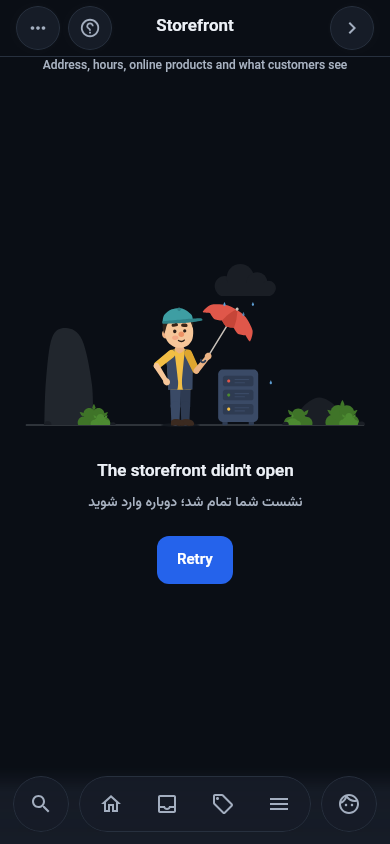 Storefront
Address, hours, online products and what customers see
The storefront didn't open
نشست شما تمام شد؛ دوباره وارد شوید
Retry